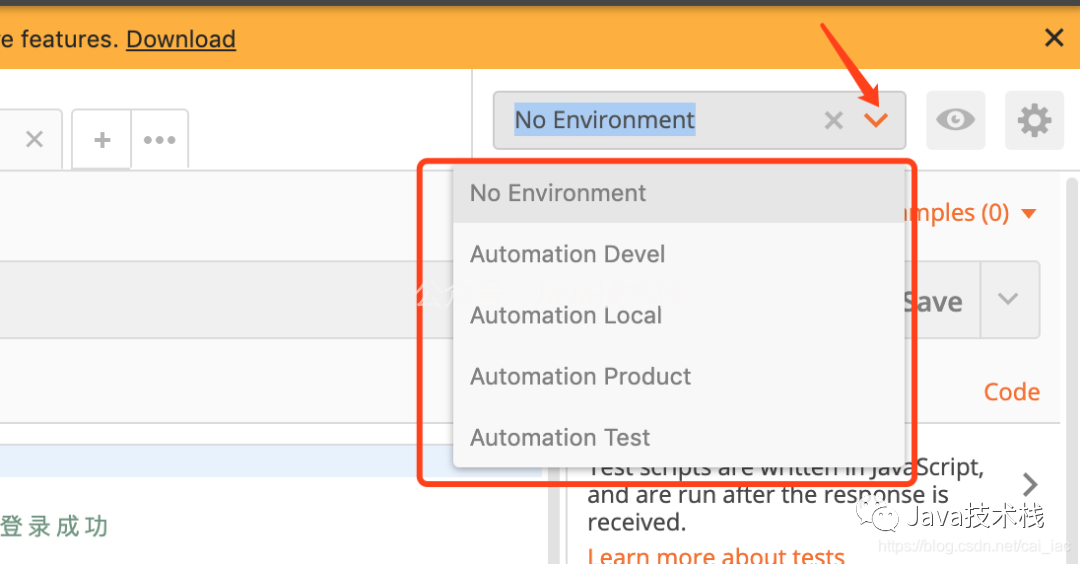 re features. Download
No Environment
No Environment
Automation Devel
Automation Local
Automation Product
Automation Test
amples (0)
Save
Code
Test scripts are written in JavaScript,
and are run after the response is
received.
Learn more about tests
登录成功
Java技术栈
https://blog.csdn.net/cai_iac